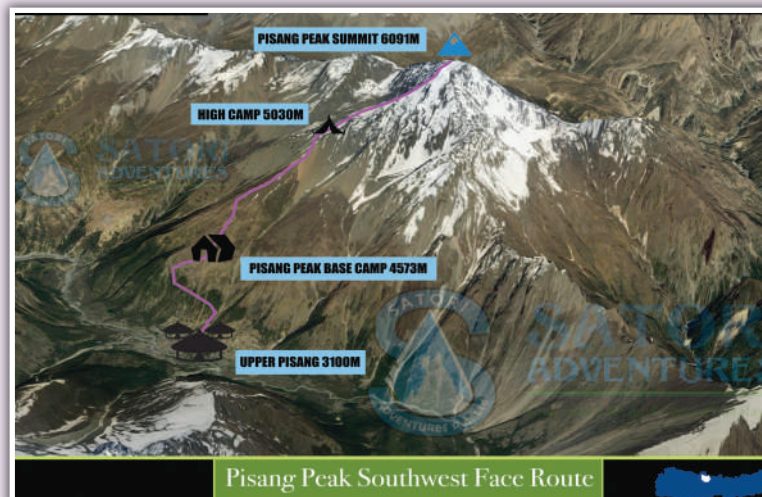 PISANG PEAK SUMMIT 6091M
HIGH CAMP 5030M
SATORI
ADVENTURES
PISANG PEAK BASE CAMP 4573M
SATORI
SATORI
ADVENTURES
UPPER PISANG 3100M
Pisang Peak Southwest Face Route